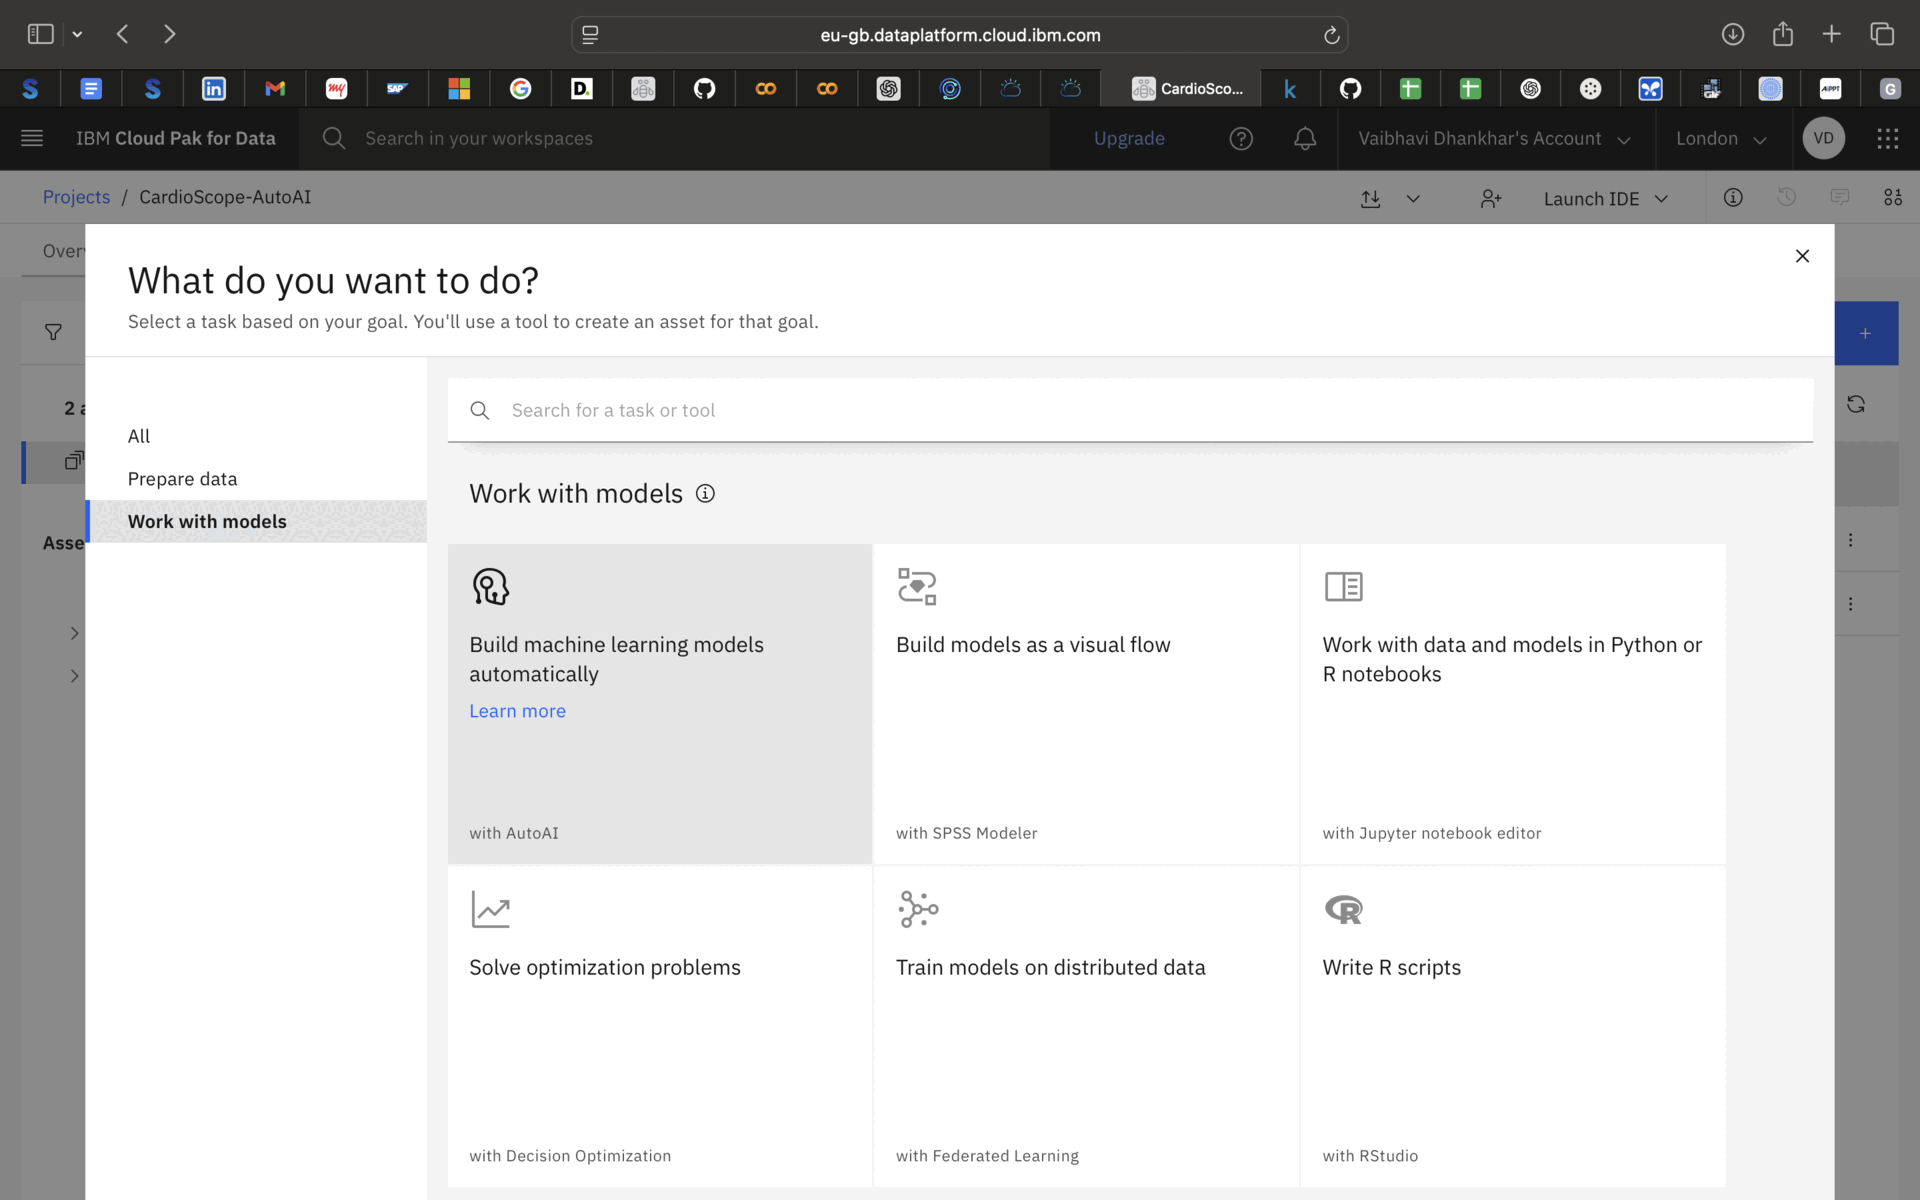 eu-gb.dataplatform.cloud.ibm.com
CardioSco...
IBM Cloud Pak for Data
Search in your workspaces
Upgrade
Vaibhavi Dhankhar's Account
London
VD
Projects / CardioScope-AutoAI
Launch IDE
Over
What do you want to do?
Select a task based on your goal. You'll use a tool to create an asset for that goal.
2 a
Asse
All
Prepare data
Work with models
Search for a task or tool
Work with models
Build machine learning models
automatically
Learn more
with AutoAI
Build models as a visual flow
with SPSS Modeler
Work with data and models in Python or
R notebooks
with Jupyter notebook editor
Solve optimization problems
with Decision Optimization
Train models on distributed data
with Federated Learning
Write R scripts
with RStudio